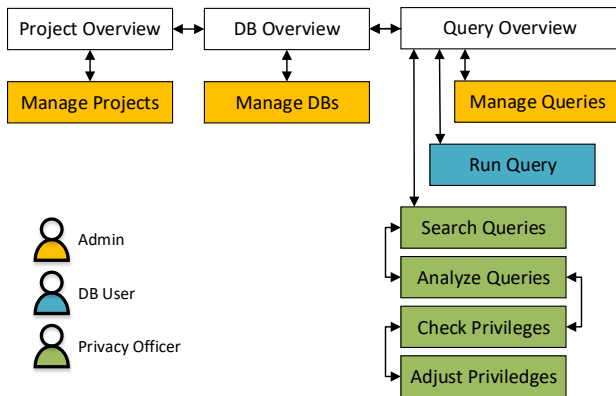 Project Overview
DB Overview
Query Overview
Manage Projects
Manage DBs
Manage Queries
Run Query
Search Queries
Admin
Analyze Queries
DB User
Check Privileges
Privacy Officer
Adjust Priviledges